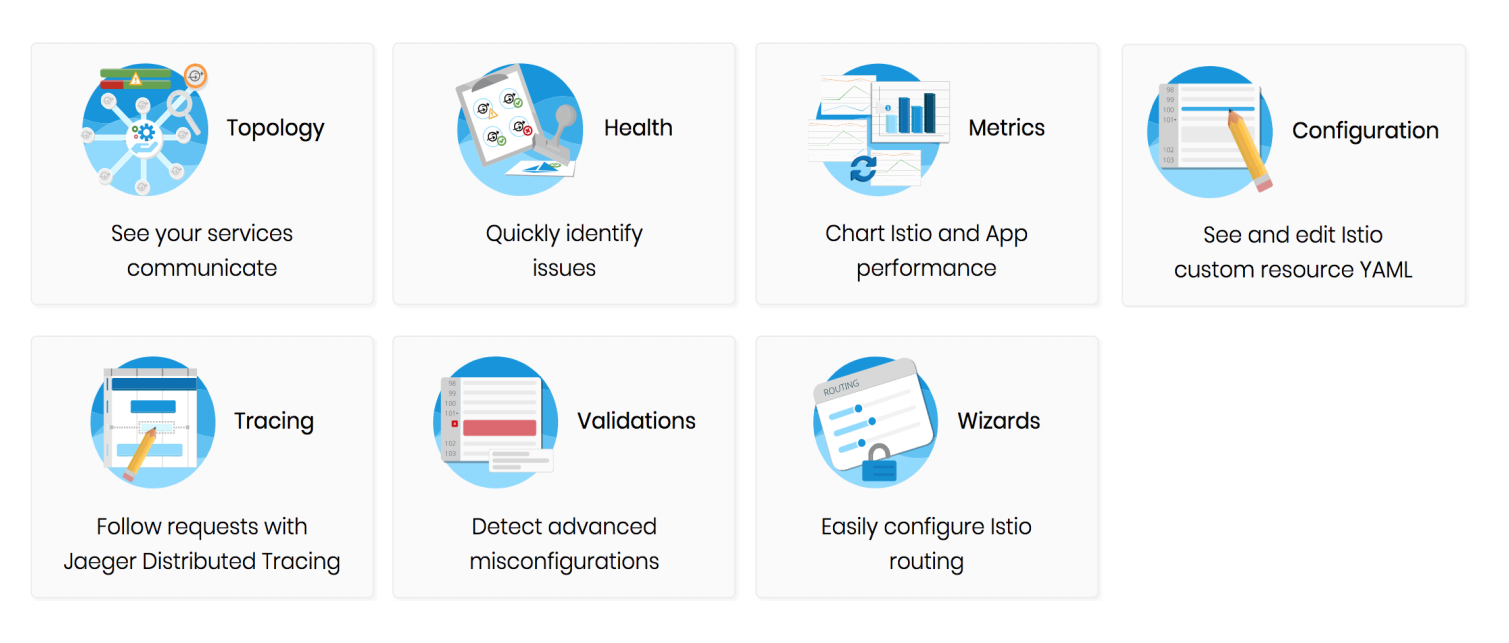 Topology
See your services
communicate
Health
Quickly identify
issues
Metrics
Chart Istio and App
performance
98
99
100
101
102
103
Configuration
See and edit Istio
custom resource YAML
Tracing
Follow requests with
Jaeger Distributed Tracing
98
99
100
101
102
103
Validations
Detect advanced
misconfigurations
ROUTING
Wizards
Easily configure Istio
routing